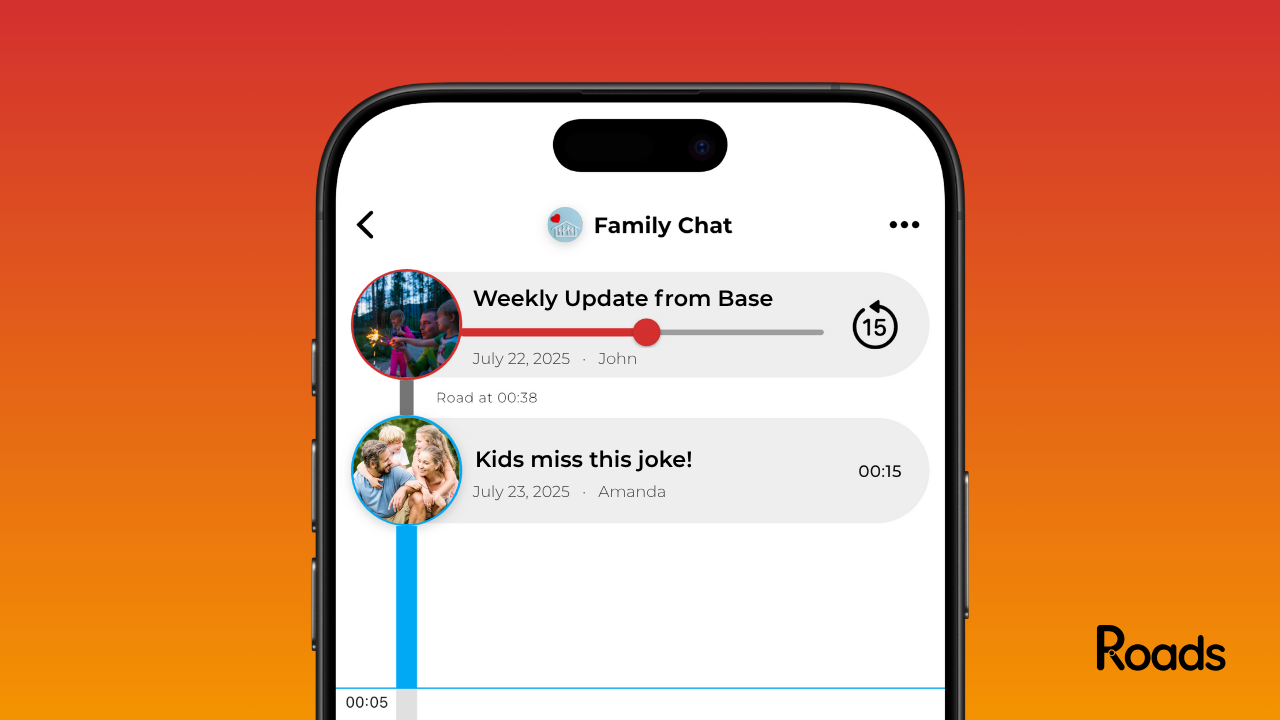 Family Chat
Weekly Update from Base
15
July 22, 2025 · John
Road at 00:38
Kids miss this joke!
00:15
July 23, 2025 · Amanda
Roads
00:05